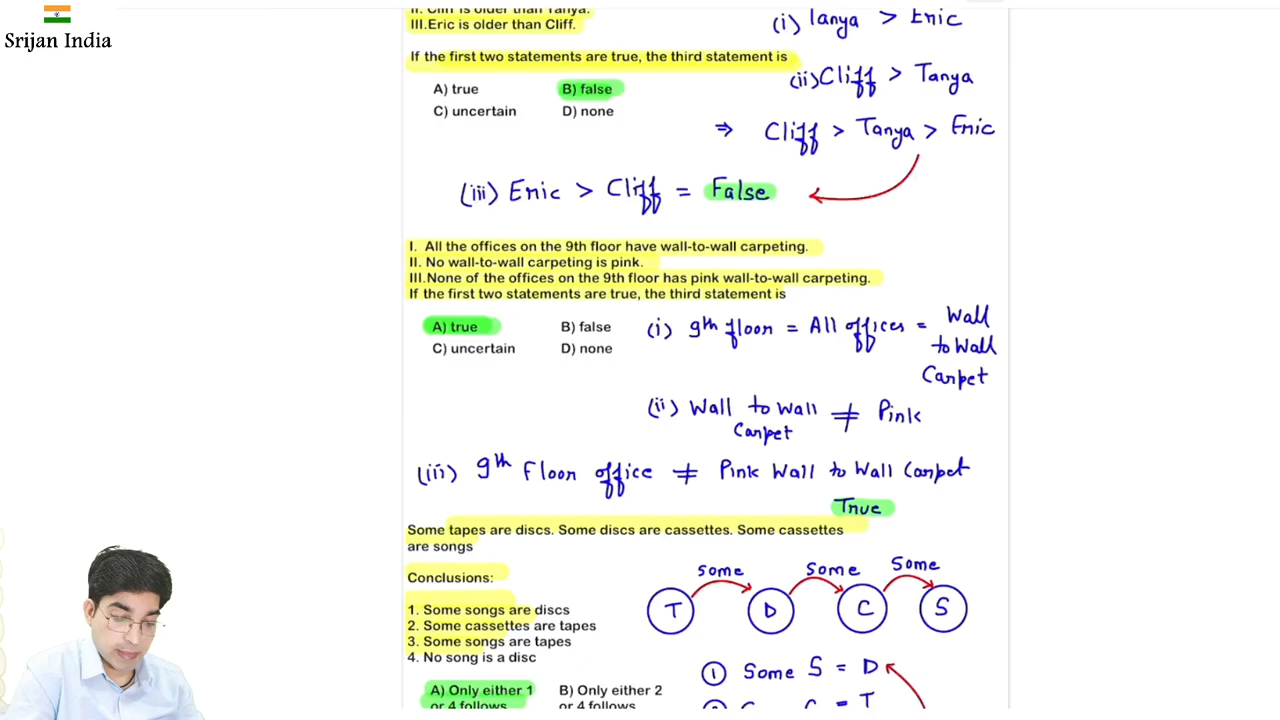 Srijan India
II. Cliff is older than Tanya.
III.Eric is older than Cliff.
(i) Tanya > Eric
If the first two statements are true, the third statement is
(ii) Cliff > Tanya
A) true B) false
C) uncertain D) none
⇒ Cliff > Tanya > Eric
(iii) Eric > Cliff = False
I. All the offices on the 9th floor have wall-to-wall carpeting.
II. No wall-to-wall carpeting is pink.
III.None of the offices on the 9th floor has pink wall-to-wall carpeting.
If the first two statements are true, the third statement is
A) true B) false
C) uncertain D) none
(i) 9th floor = All offices = Wall
to Wall
Carpet
(ii) Wall to Wall ≠ Pink
Carpet
(iii) 9th Floor office ≠ Pink Wall to Wall Carpet
True
Some tapes are discs. Some discs are cassettes. Some cassettes
are songs
Conclusions:
1. Some songs are discs
2. Some cassettes are tapes
3. Some songs are tapes
4. No song is a disc
Some Some Some
T D C S
A) Only either 1 B) Only either 2
or 4 follows or 4 follows
① Some S = D
= T